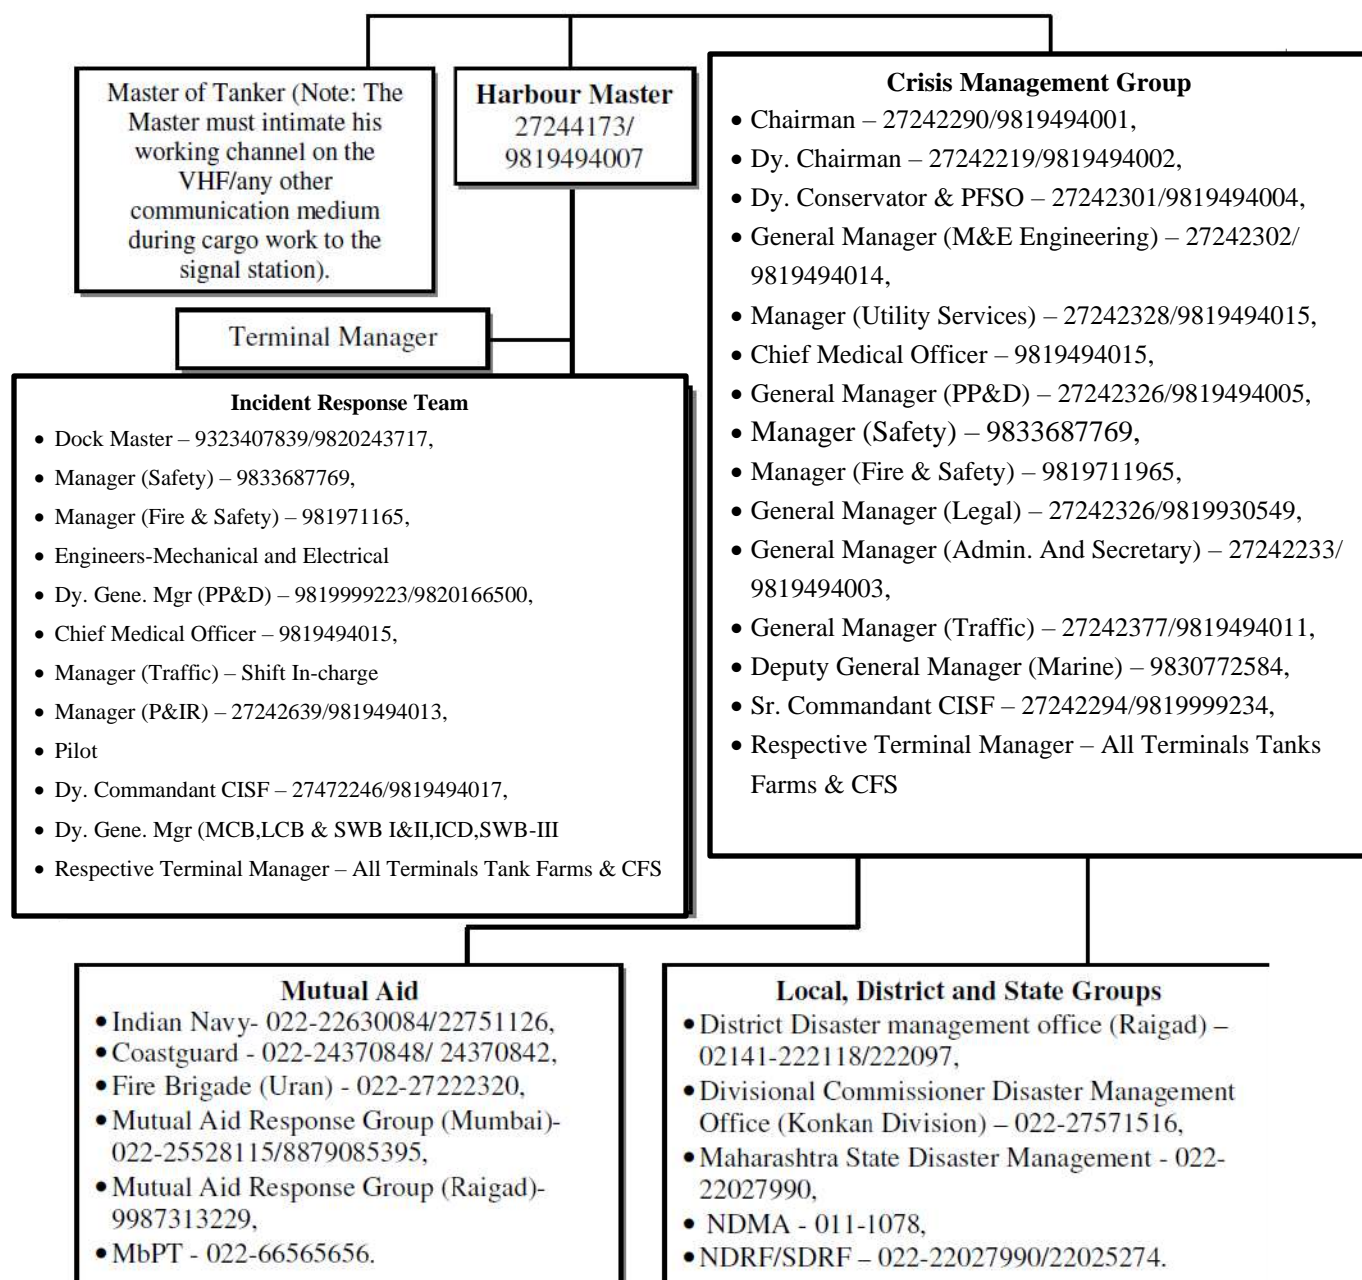 Master of Tanker (Note: The
Master must intimate his
working channel on the
VHF/any other
communication medium
during cargo work to the
signal station).
Harbour Master
27244173/
9819494007
Crisis Management Group
• Chairman – 27242290/9819494001,
• Dy. Chairman – 27242219/9819494002,
• Dy. Conservator & PFSO – 27242301/9819494004,
• General Manager (M&E Engineering) – 27242302/
9819494014,
• Manager (Utility Services) – 27242328/9819494015,
• Chief Medical Officer – 9819494015,
• General Manager (PP&D) – 27242326/9819494005,
• Manager (Safety) – 9833687769,
• Manager (Fire & Safety) – 9819711965,
• General Manager (Legal) – 27242326/9819930549,
• General Manager (Admin. And Secretary) – 27242233/
9819494003,
• General Manager (Traffic) – 27242377/9819494011,
• Deputy General Manager (Marine) – 9830772584,
• Sr. Commandant CISF – 27242294/9819999234,
• Respective Terminal Manager – All Terminals Tanks
Farms & CFS
Terminal Manager
Incident Response Team
• Dock Master – 9323407839/9820243717,
• Manager (Safety) – 9833687769,
• Manager (Fire & Safety) – 981971165,
• Engineers-Mechanical and Electrical
• Dy. Gene. Mgr (PP&D) – 9819999223/9820166500,
• Chief Medical Officer – 9819494015,
• Manager (Traffic) – Shift In-charge
• Manager (P&IR) – 27242639/9819494013,
• Pilot
• Dy. Commandant CISF – 27472246/9819494017,
• Dy. Gene. Mgr (MCB,LCB & SWB I&II,ICD,SWB-III
• Respective Terminal Manager – All Terminals Tank Farms & CFS
Mutual Aid
• Indian Navy- 022-22630084/22751126,
• Coastguard - 022-24370848/ 24370842,
• Fire Brigade (Uran) - 022-27222320,
• Mutual Aid Response Group (Mumbai)-
022-25528115/8879085395,
• Mutual Aid Response Group (Raigad)-
9987313229,
• MbPT - 022-66565656.
Local, District and State Groups
• District Disaster management office (Raigad) –
02141-222118/222097,
• Divisional Commissioner Disaster Management
Office (Konkan Division) – 022-27571516,
• Maharashtra State Disaster Management - 022-
22027990,
• NDMA - 011-1078,
• NDRF/SDRF – 022-22027990/22025274.